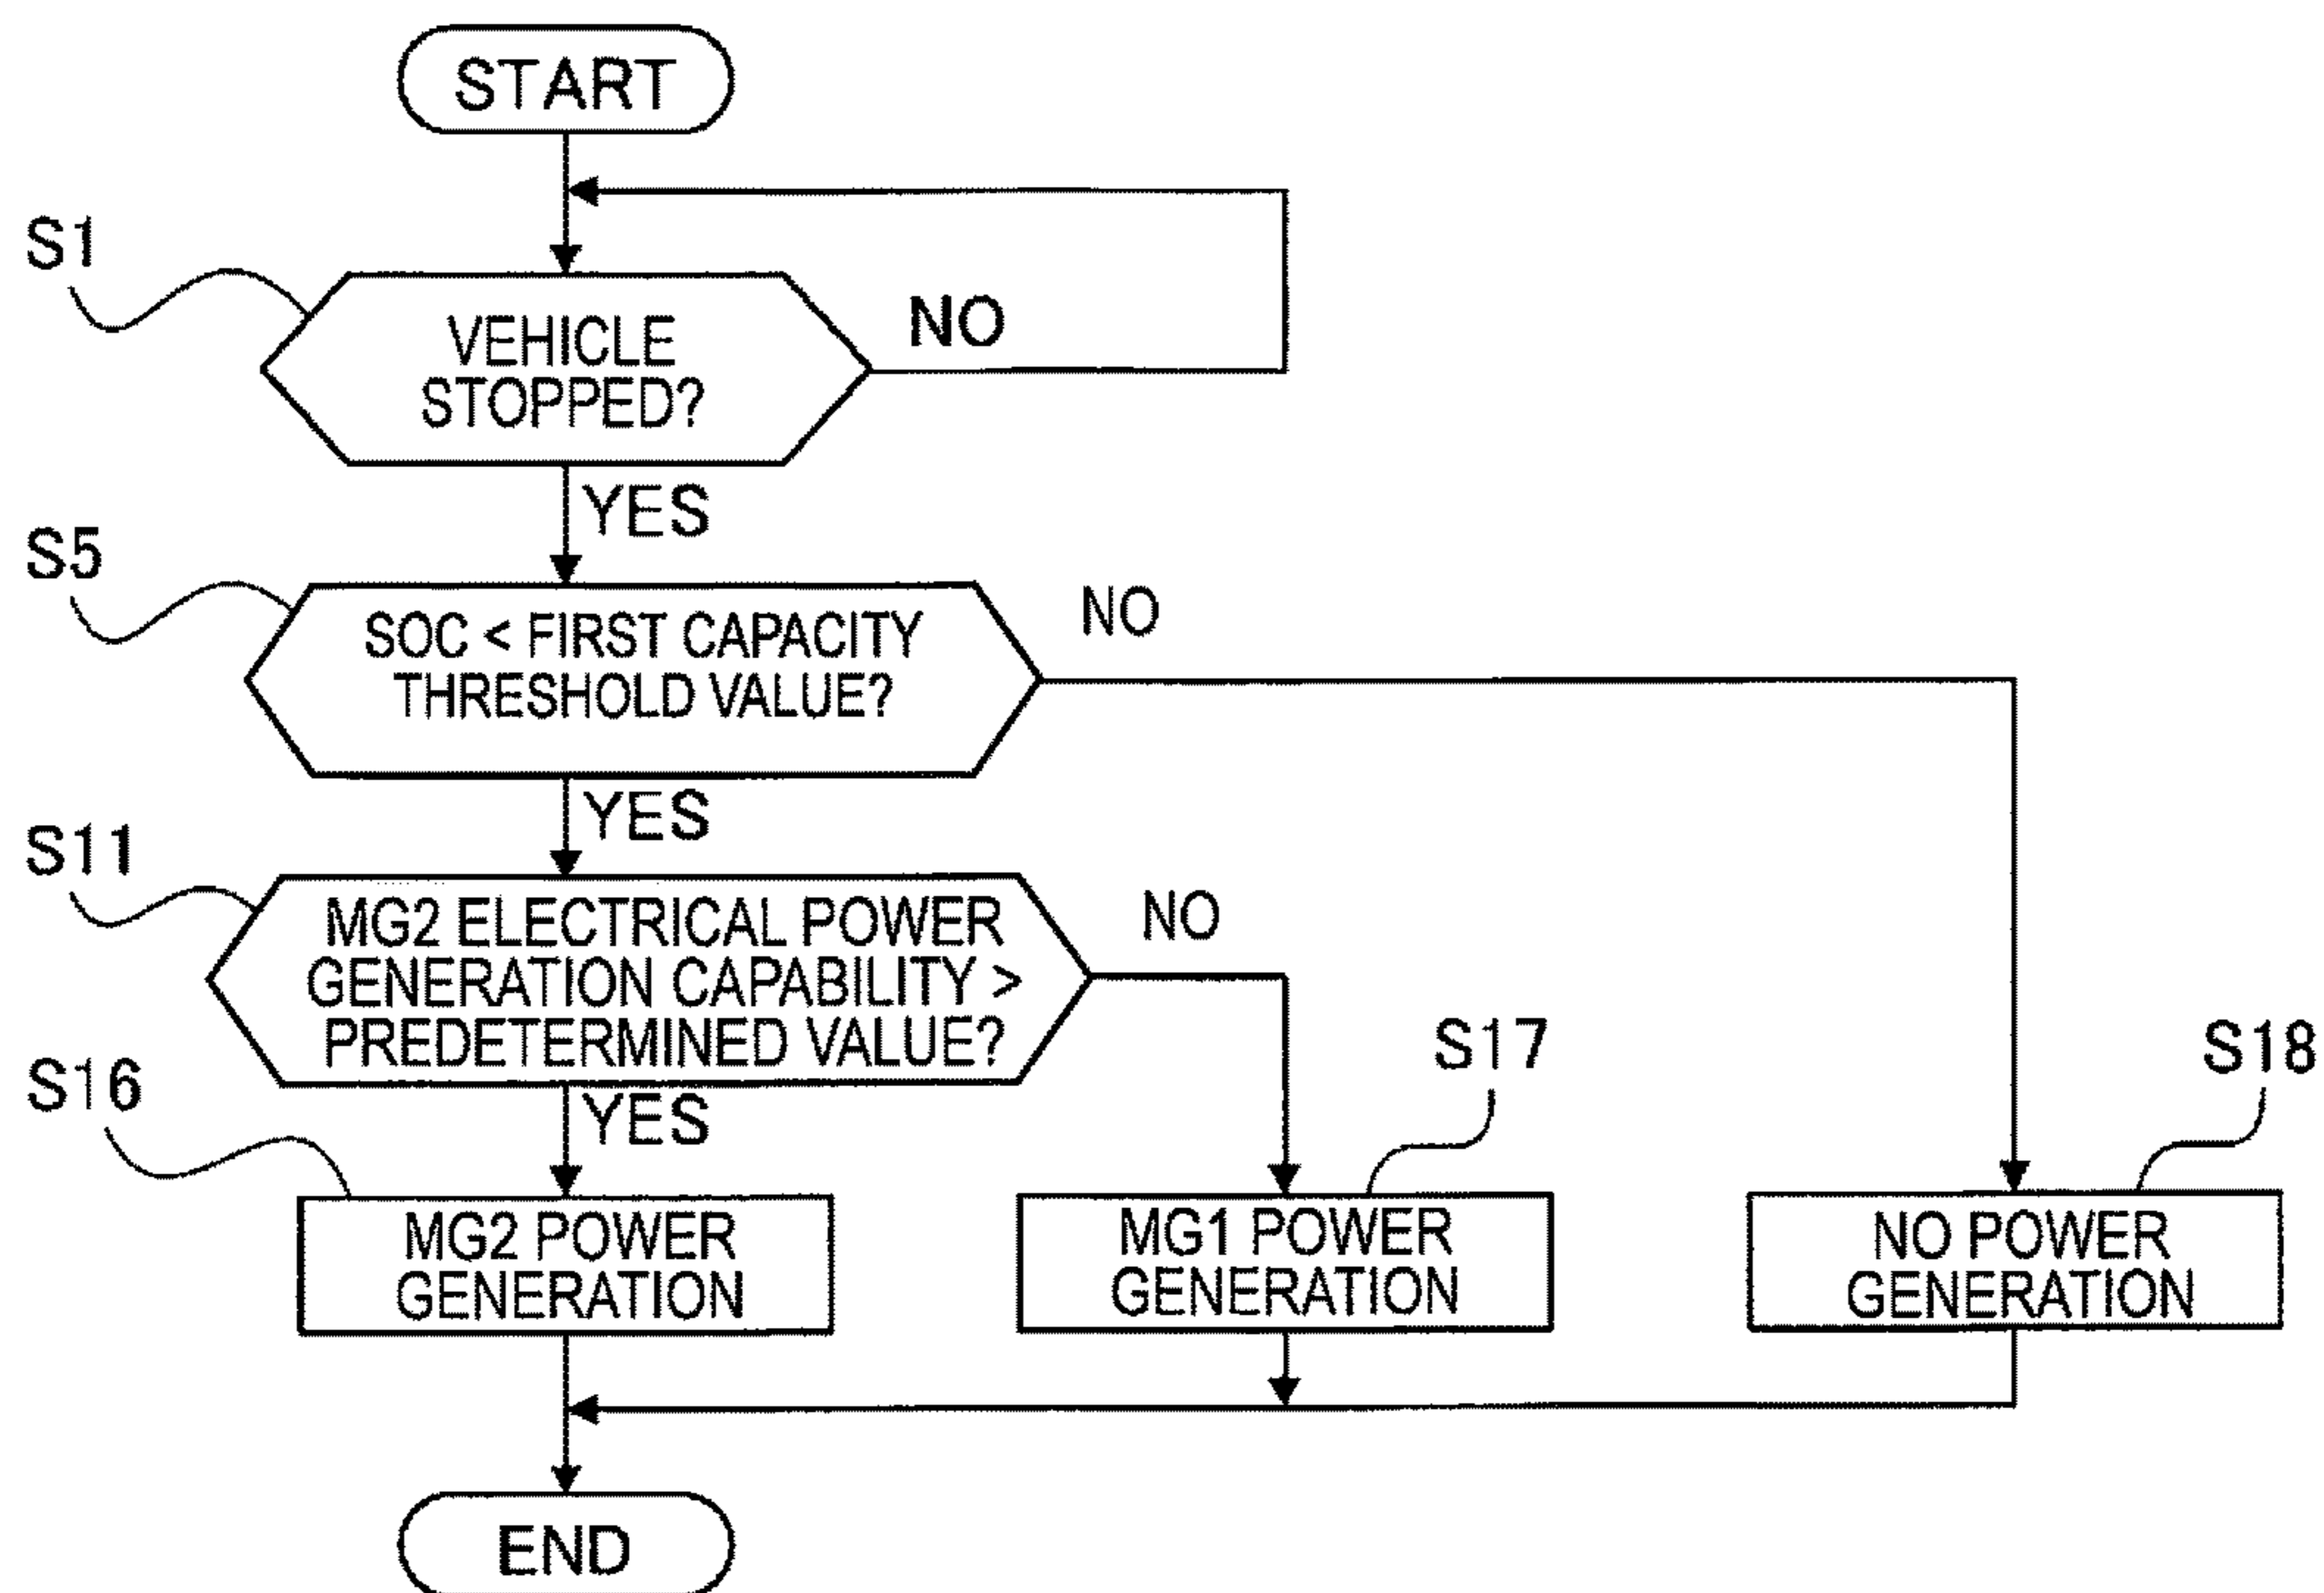 START
S1
VEHICLE
STOPPED?
NO
YES
S5
SOC < FIRST CAPACITY
THRESHOLD VALUE?
NO
YES
S11
MG2 ELECTRICAL POWER
GENERATION CAPABILITY >
PREDETERMINED VALUE?
NO
YES
S16
S17
S18
MG2 POWER
GENERATION
MG1 POWER
GENERATION
NO POWER
GENERATION
END